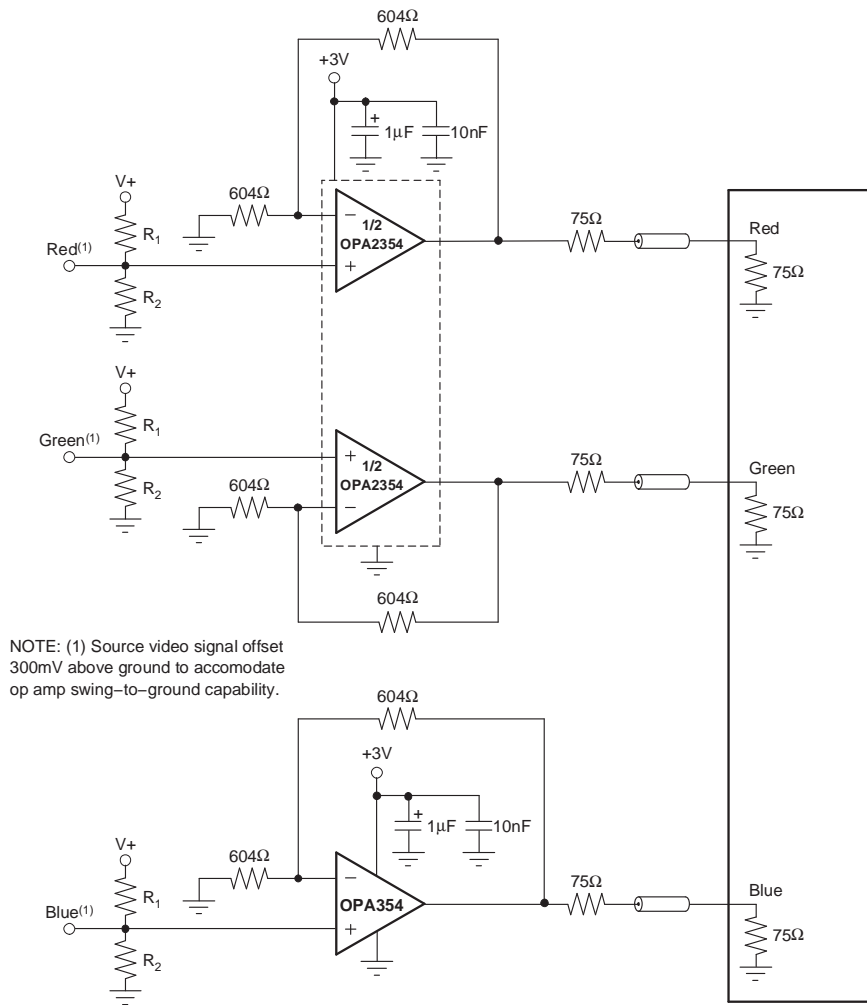 604Ω
+3V
+
1μF
10nF
604Ω
V+
R1
Red(1)
R2
−
1/2
OPA2354
+
75Ω
Red
75Ω
V+
R1
Green(1)
R2
+
1/2
OPA2354
−
604Ω
75Ω
Green
75Ω
604Ω
NOTE: (1) Source video signal offset
300mV above ground to accomodate
op amp swing−to−ground capability.
604Ω
+3V
+
1μF
10nF
604Ω
V+
R1
Blue(1)
R2
−
OPA354
+
75Ω
Blue
75Ω